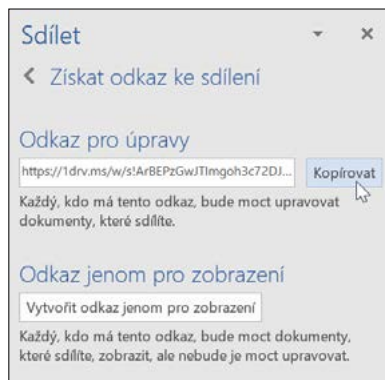 Sdílet
Získat odkaz ke sdílení
Odkaz pro úpravy
https://1drv.ms/w/s!ArBEPzGwJTlmgoh3c72DJ... Kopírovat
Každý, kdo má tento odkaz, bude moct upravovat
dokumenty, které sdílíte.
Odkaz jenom pro zobrazení
Vytvořit odkaz jenom pro zobrazení
Každý, kdo má tento odkaz, bude moct dokumenty,
které sdílíte, zobrazit, ale nebude je moct upravovat.